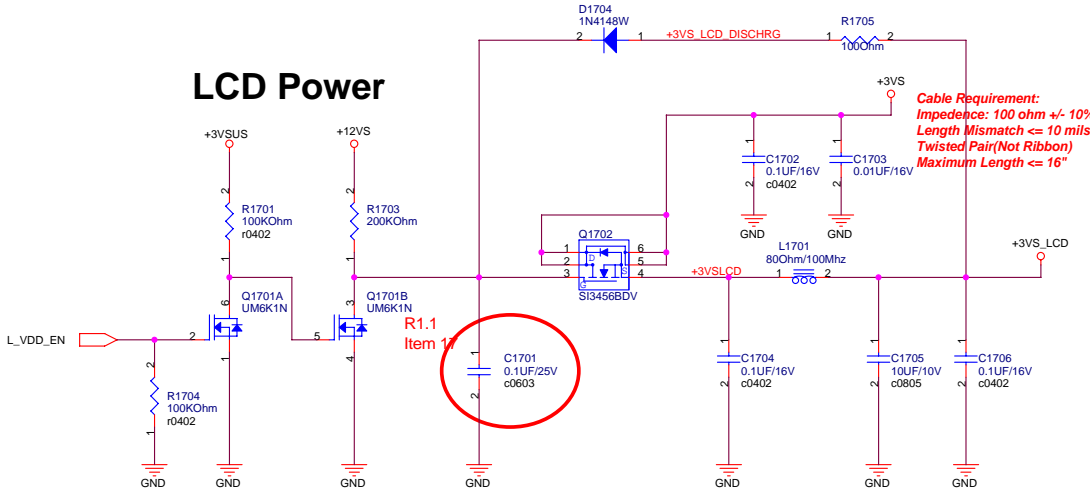 D1704
1N4148W
2
1
+3VS_LCD_DISCHRG
R1705
1
2
100Ohm
LCD Power
+3VS
Cable Requirement:
Impedence: 100 ohm +/- 10%
Length Mismatch <= 10 mils
Twisted Pair(Not Ribbon)
Maximum Length <= 16"
+3VSUS
+12VS
1
C1702
0.1UF/16V
c0402
2
GND
1
C1703
0.01UF/16V
2
GND
2
R1701
100KOhm
r0402
1
2
R1703
200KOhm
1
Q1702
1
2
3
6
5
4
D
S
G
SI3456BDV
+3VSLCD
L1701
80Ohm/100Mhz
1
2
+3VS_LCD
L_VDD_EN
Q1701A
UM6K1N
6
2
1
Q1701B
UM6K1N
3
5
4
R1.1
Item 17
2
R1704
100KOhm
r0402
1
1
C1701
0.1UF/25V
c0603
2
1
C1704
0.1UF/16V
c0402
2
1
C1705
10UF/10V
c0805
2
1
C1706
0.1UF/16V
c0402
2
GND
GND
GND
GND
GND
GND
GND